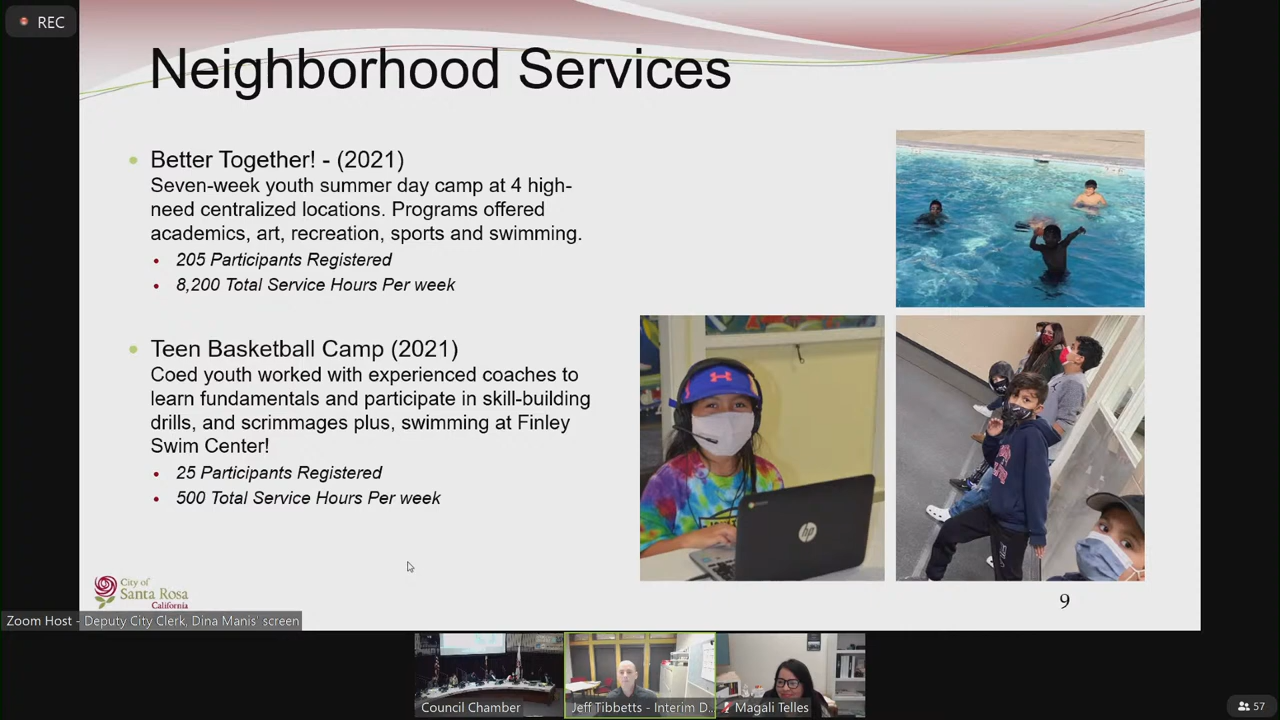 REC
Neighborhood Services
Better Together! - (2021)
Seven-week youth summer day camp at 4 high-
need centralized locations. Programs offered
academics, art, recreation, sports and swimming.
205 Participants Registered
8,200 Total Service Hours Per week
Teen Basketball Camp (2021)
Coed youth worked with experienced coaches to
learn fundamentals and participate in skill-building
drills, and scrimmages plus, swimming at Finley
Swim Center!
25 Participants Registered
500 Total Service Hours Per week
hp
City of
Santa Rosa
California
9
Zoom Host - Deputy City Clerk, Dina Manis' screen
Council Chamber
Jeff Tibbetts - Interim D...
Magali Telles
57